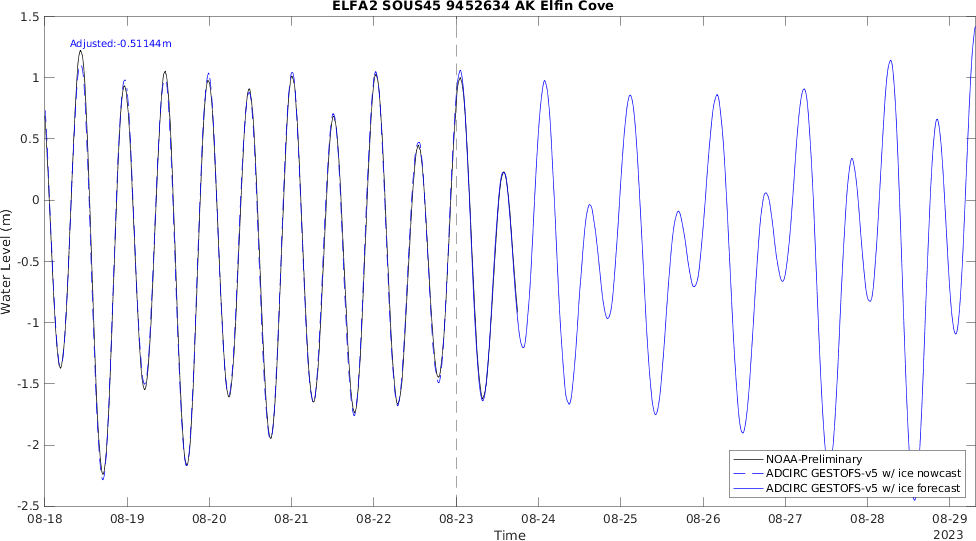 ELFA2 SOUS45 9452634 AK Elfin Cove
Adjusted:-0.51144m
1.5
1
0.5
0
-0.5
-1
-1.5
-2
-2.5
Water Level (m)
08-18 08-19 08-20 08-21 08-22 08-23 08-24 08-25 08-26 08-27 08-28 08-29
2023
Time
NOAA-Preliminary
ADCIRC GESTOFS-v5 w/ ice nowcast
ADCIRC GESTOFS-v5 w/ ice forecast